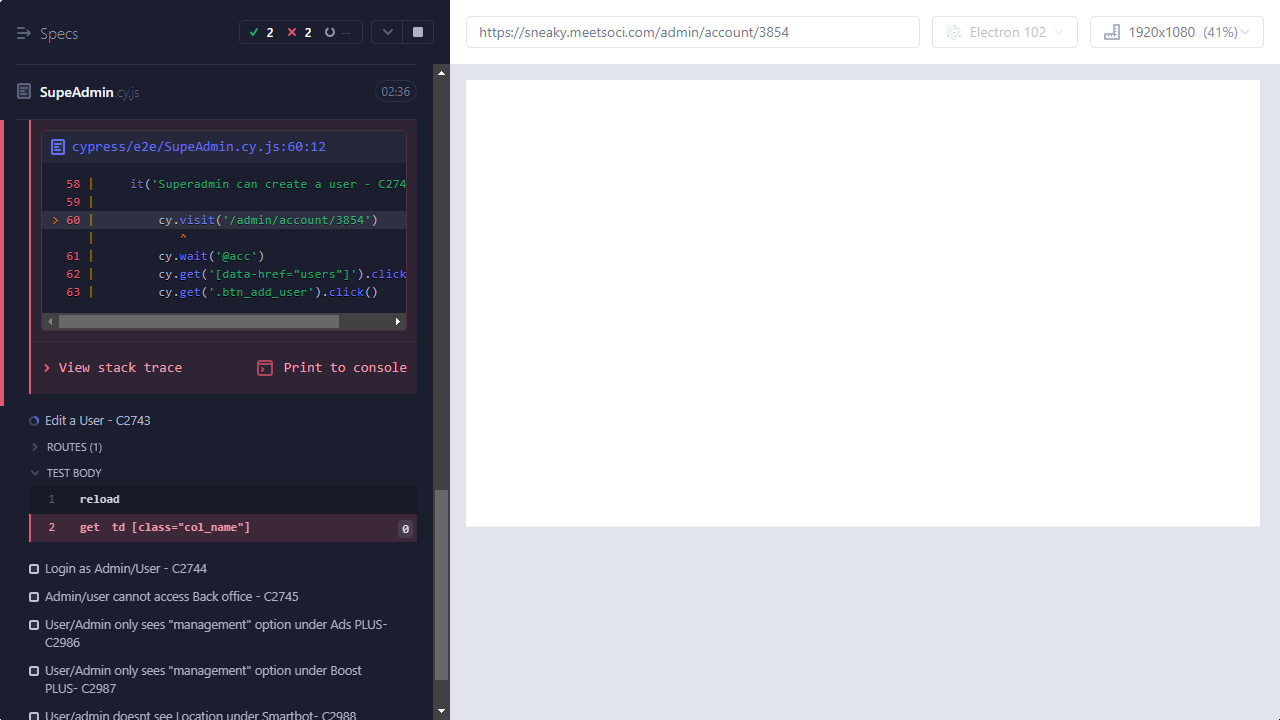 Specs
2
2
--
SupeAdmin.cy.js
02:36
cypress/e2e/SupeAdmin.cy.js:60:12
58 | it('Superadmin can create a user - C274
59 |
> 60 | cy.visit('/admin/account/3854')
| ^
61 | cy.wait('@acc')
62 | cy.get('[data-href="users"]').click
63 | cy.get('.btn_add_user').click()
View stack trace
Print to console
Edit a User - C2743
ROUTES (1)
TEST BODY
1 reload
2 get td [class="col_name"] 0
Login as Admin/User - C2744
Admin/user cannot access Back office - C2745
User/Admin only sees "management" option under Ads PLUS-
C2986
User/Admin only sees "management" option under Boost
PLUS- C2987
User/admin doesnt see Location under Smartbot- C2988
https://sneaky.meetsoci.com/admin/account/3854
Electron 102
1920x1080 (41%)